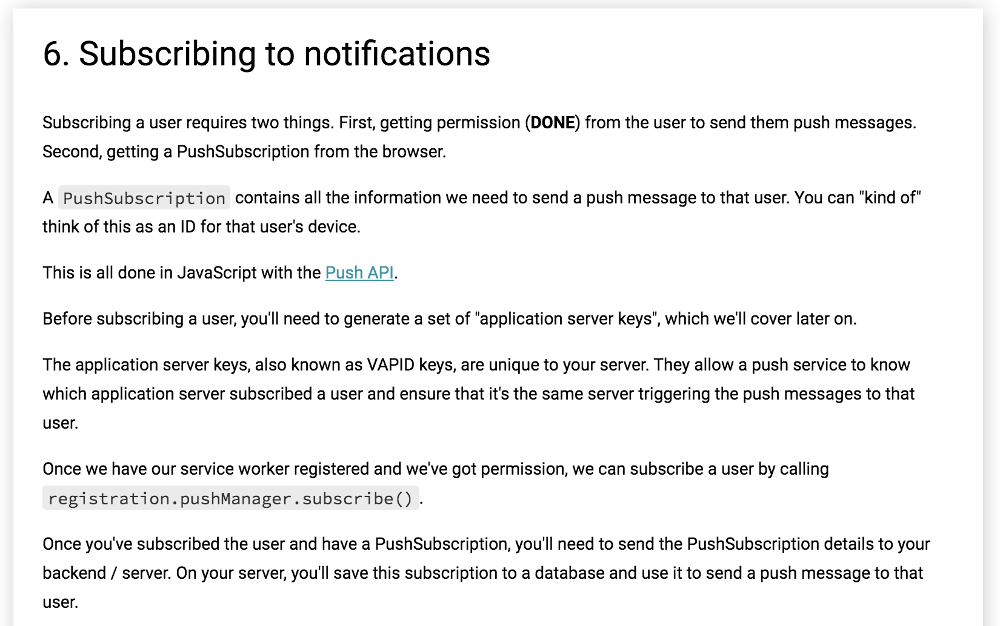 6. Subscribing to notifications
Subscribing a user requires two things. First, getting permission (DONE) from the user to send them push messages.
Second, getting a PushSubscription from the browser.
A PushSubscription contains all the information we need to send a push message to that user. You can "kind of"
think of this as an ID for that user's device.
This is all done in JavaScript with the Push API.
Before subscribing a user, you'll need to generate a set of "application server keys", which we'll cover later on.
The application server keys, also known as VAPID keys, are unique to your server. They allow a push service to know
which application server subscribed a user and ensure that it's the same server triggering the push messages to that
user.
Once we have our service worker registered and we've got permission, we can subscribe a user by calling
registration.pushManager.subscribe().
Once you've subscribed the user and have a PushSubscription, you'll need to send the PushSubscription details to your
backend / server. On your server, you'll save this subscription to a database and use it to send a push message to that
user.